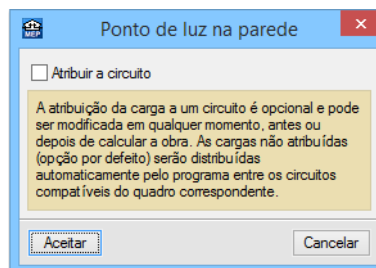 MEP
Ponto de luz na parede
Atribuir a circuito
A atribuição da carga a um circuito é opcional e pode
ser modificada em qualquer momento, antes ou
depois de calcular a obra. As cargas não atribuídas
(opção por defeito) serão distribuídas
automaticamente pelo programa entre os circuitos
compatíveis do quadro correspondente.
Aceitar
Cancelar